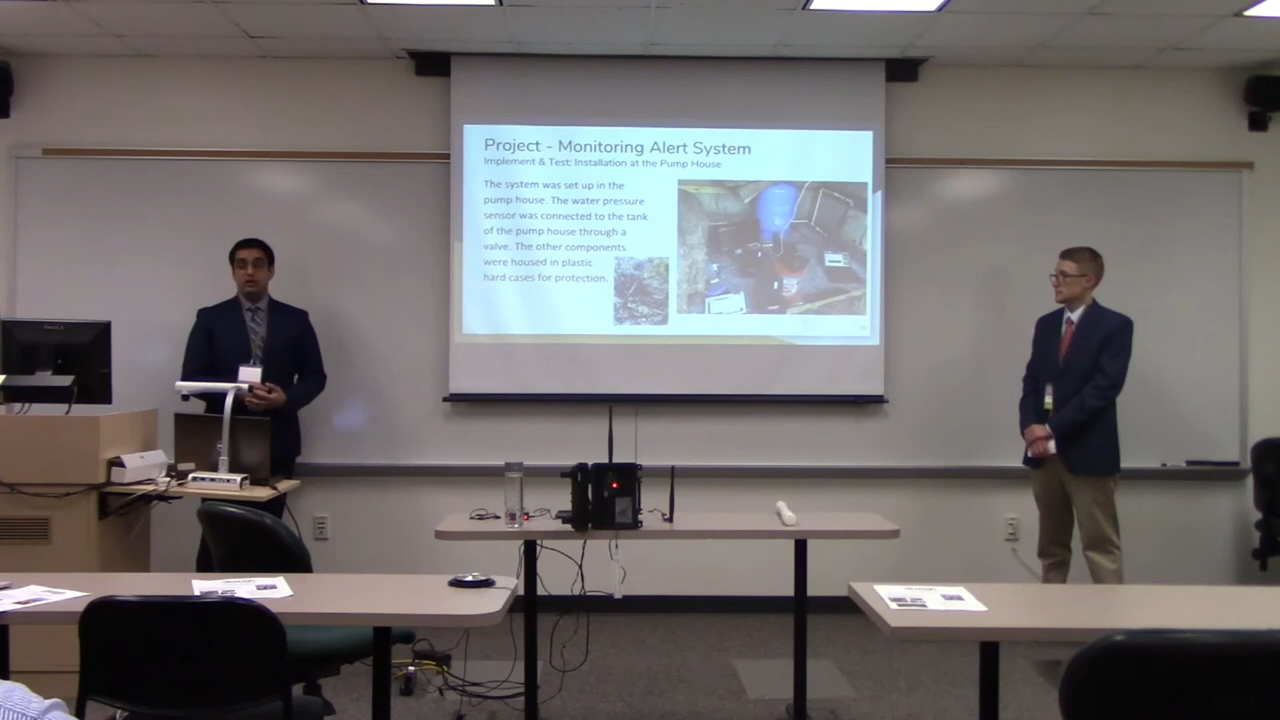 Project - Monitoring Alert System
Implement & Test: Installation at the Pump House
The system was set up in the
pump house. The water pressure
sensor was connected to the tank
of the pump house through a
valve. The other components
were housed in plastic
hard cases for protection.